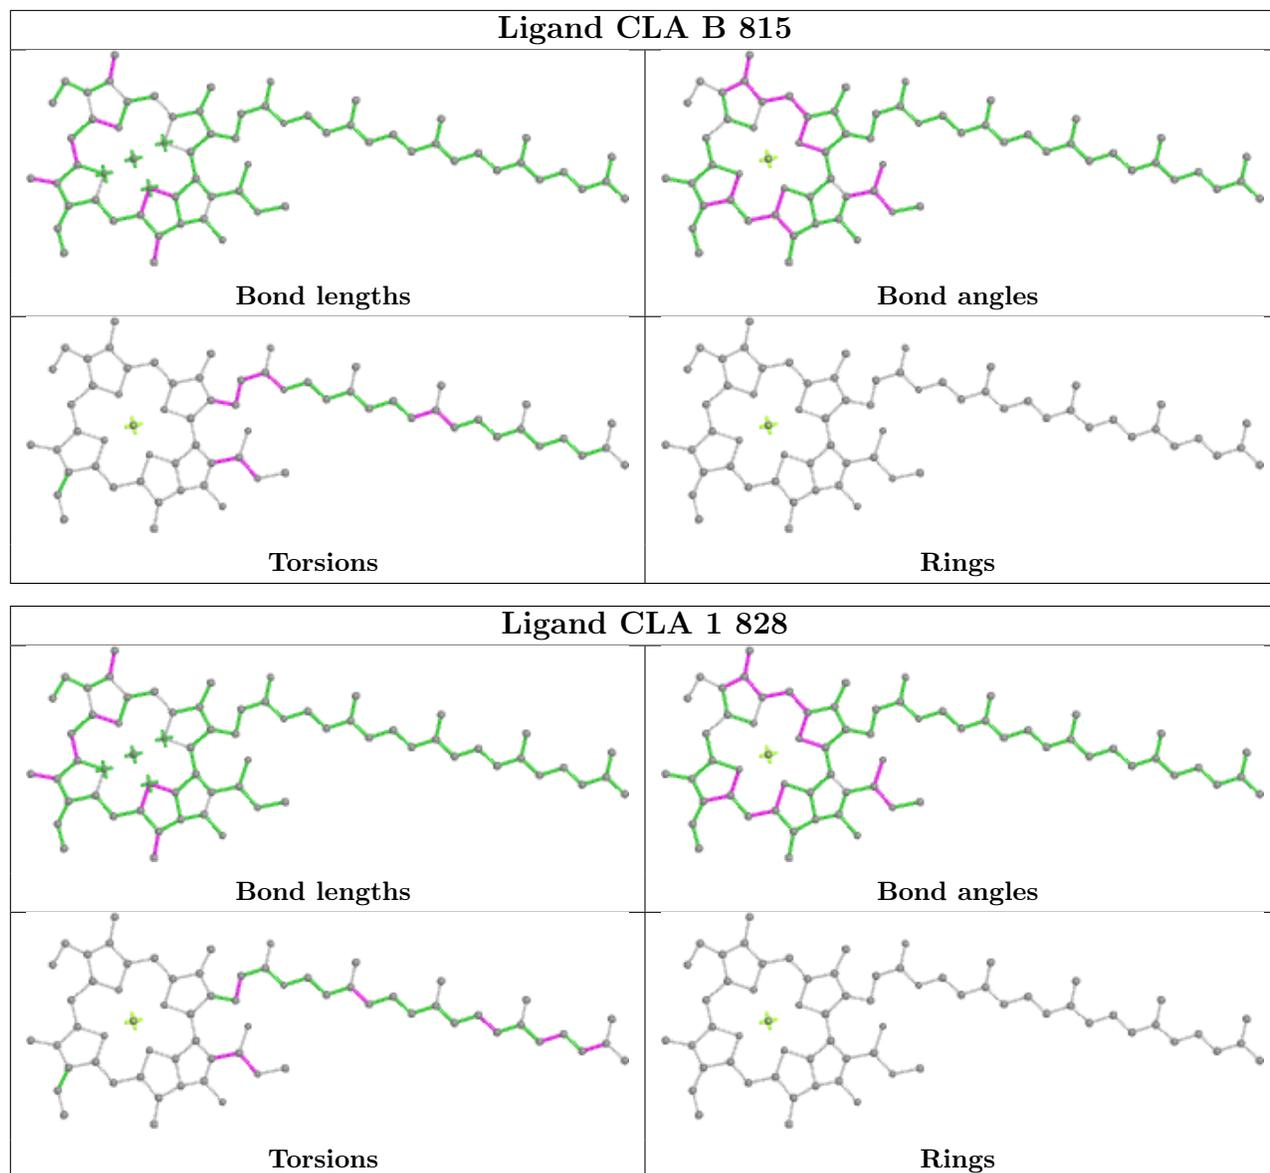 Ligand CLA B 815
Bond lengths
Bond angles
Torsions
Rings
Ligand CLA 1 828
Bond lengths
Bond angles
Torsions
Rings